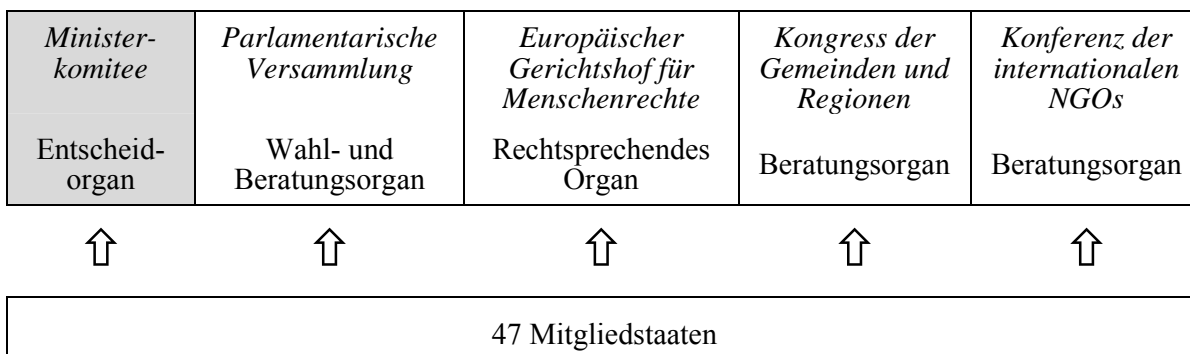 Minister-
komitee
Entscheid-
organ
Parlamentarische
Versammlung
Wahl- und
Beratungsorgan
Europäischer
Gerichtshof für
Menschenrechte
Rechtsprechendes
Organ
Kongress der
Gemeinden und
Regionen
Beratungsorgan
Konferenz der
internationalen
NGOs
Beratungsorgan
47 Mitgliedstaaten